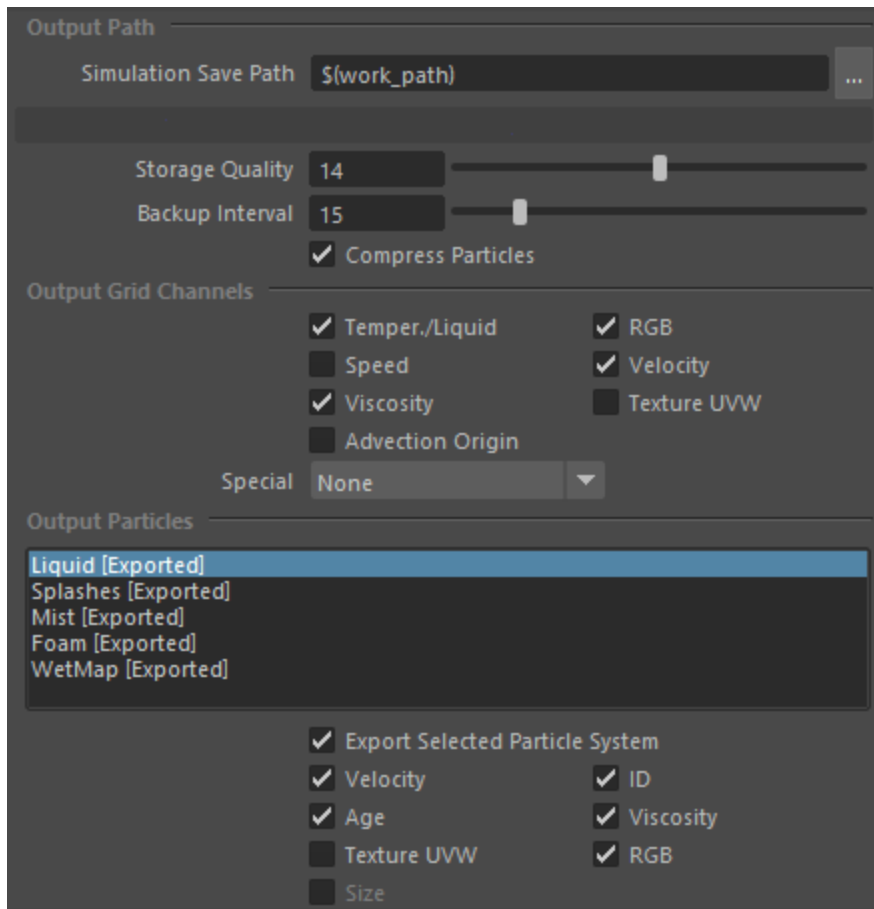 Output Path
Simulation Save Path $(work_path) ...
Storage Quality 14
Backup Interval 15
Compress Particles
Output Grid Channels
Temper./Liquid RGB
Speed Velocity
Viscosity Texture UVW
Advection Origin
Special None
Output Particles
Liquid [Exported]
Splashes [Exported]
Mist [Exported]
Foam [Exported]
WetMap [Exported]
Export Selected Particle System
Velocity ID
Age Viscosity
Texture UVW RGB
Size